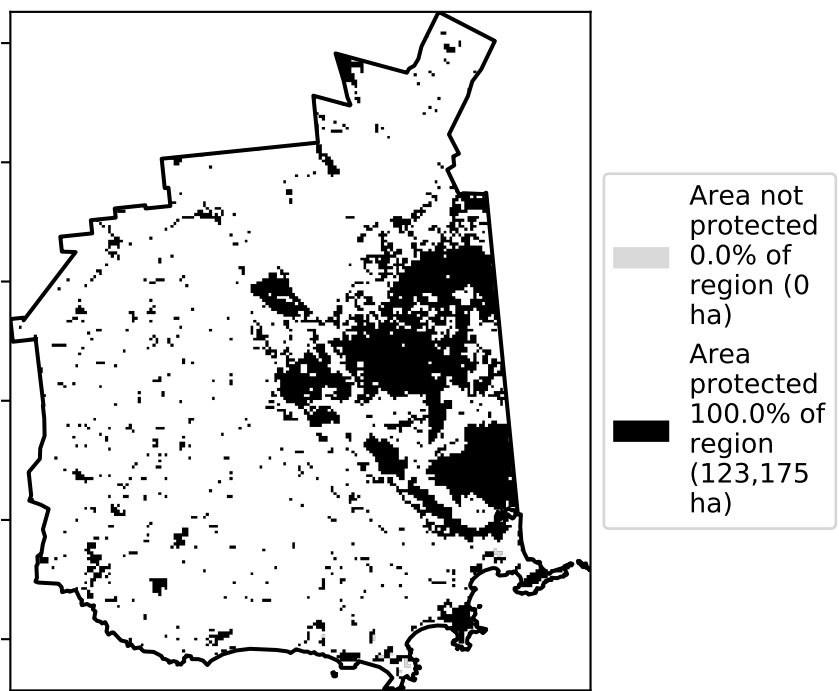 Area not
protected
0.0% of
region (0
ha)
Area
protected
100.0% of
region
(123,175
ha)